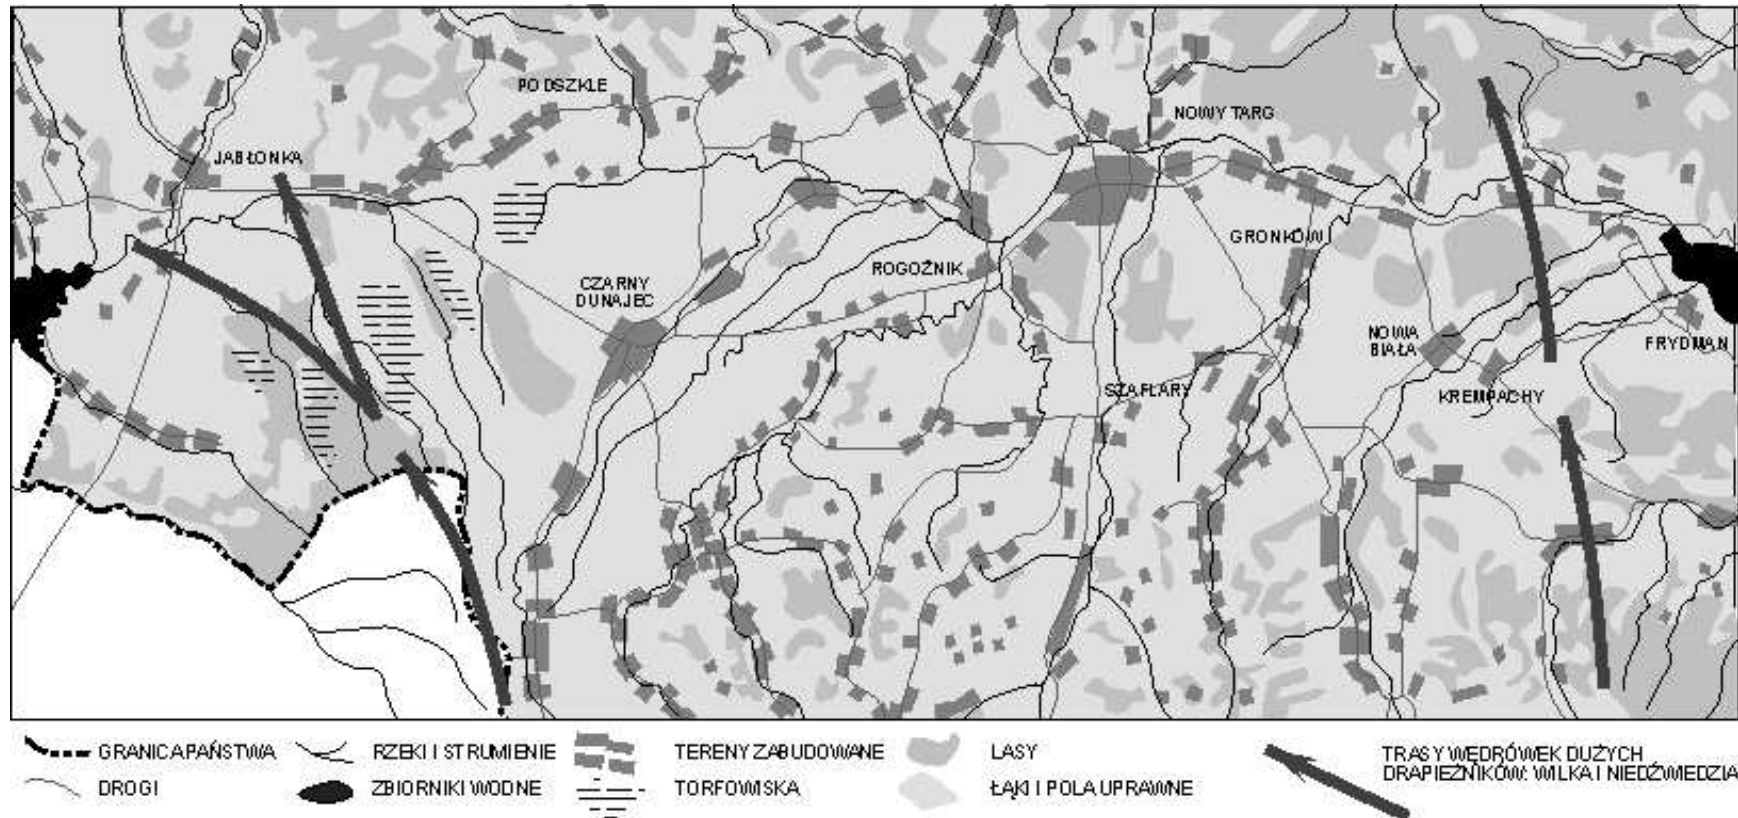 PODSZKLE
NOWY TARG
JABŁONKA
GRONKÓW
ROGOŹNIK
CZARNY
DUNAJEC
NOWA
BIAŁA
FRYDMAN
SZAFLARY
KREMPACHY
GRANICA PAŃSTWA
RZEKI I STRUMIENIE
TERENY ZABUDOWANE
LASY
TRASY WĘDRÓWEK DUŻYCH
DRAPIEŻNIKÓW: WILKA I NIEDŹWIEDZIA
DROGI
ZBIORNIKI WODNE
TORFOWISKA
ŁĄKI I POLA UPRAWNE